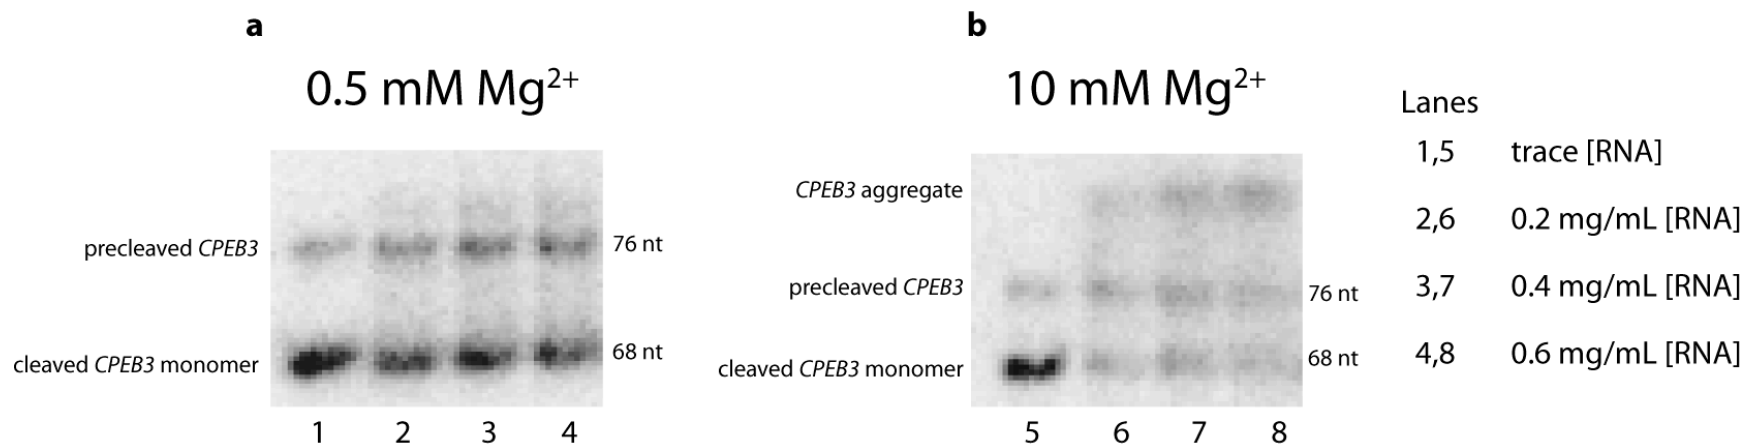 a
0.5 mM Mg²⁺
precleaved CPEB3
76 nt
cleaved CPEB3 monomer
68 nt
1 2 3 4
b
10 mM Mg²⁺
CPEB3 aggregate
precleaved CPEB3
76 nt
cleaved CPEB3 monomer
68 nt
5 6 7 8
Lanes
1,5 trace [RNA]
2,6 0.2 mg/mL [RNA]
3,7 0.4 mg/mL [RNA]
4,8 0.6 mg/mL [RNA]